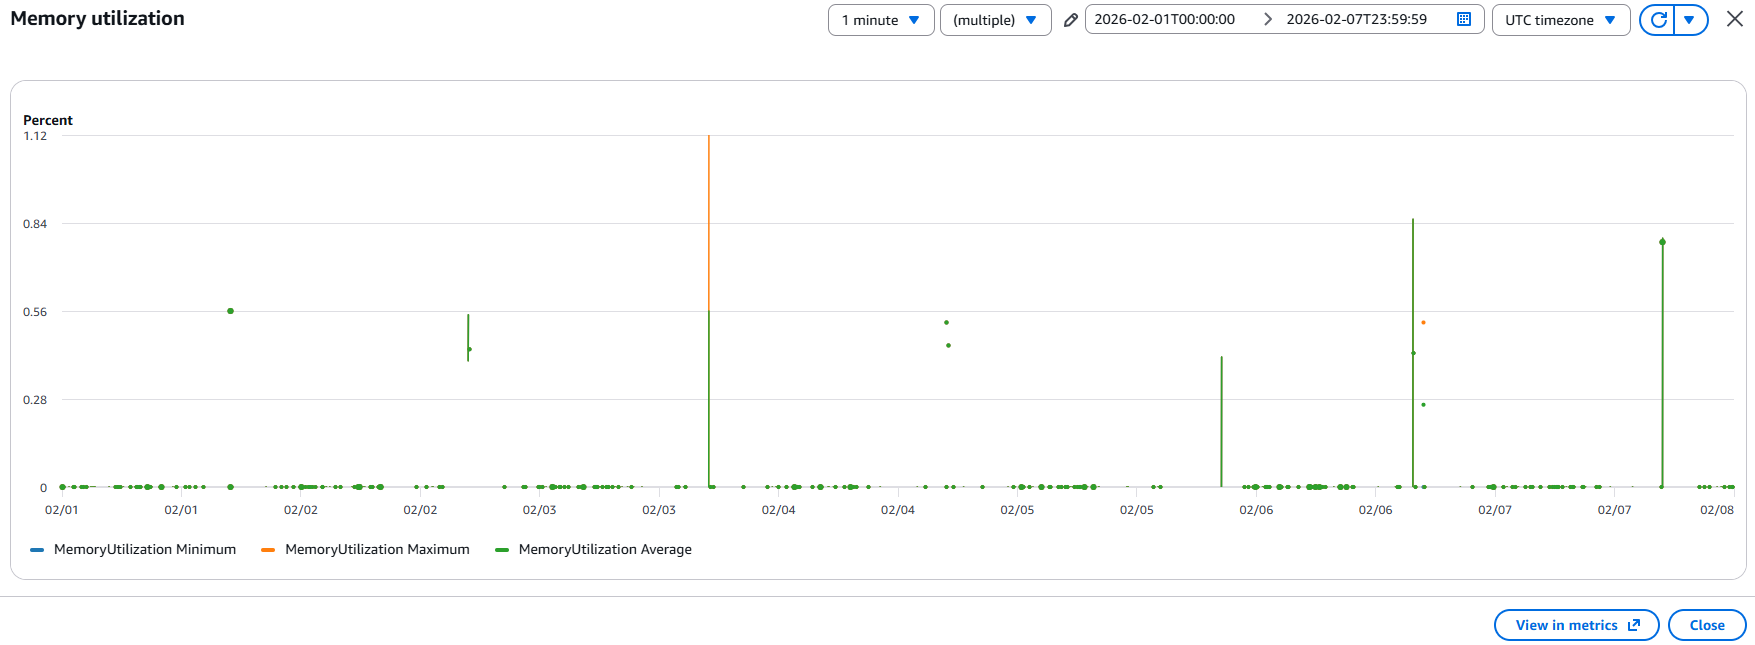 Memory utilization
1 minute
(multiple)
2026-02-01T00:00:00
2026-02-07T23:59:59
UTC timezone
Percent
1.12
0.84
0.56
0.28
0
02/01 02/01 02/02 02/02 02/03 02/03 02/04 02/04 02/05 02/05 02/06 02/06 02/07 02/07 02/08
MemoryUtilization Minimum MemoryUtilization Maximum MemoryUtilization Average
View in metrics
Close